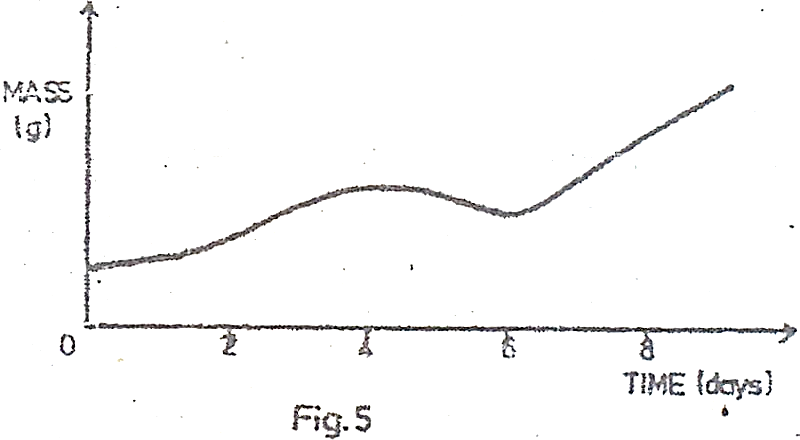 MASS
(g)
0 2 4 6 8
TIME (days)
Fig. 5